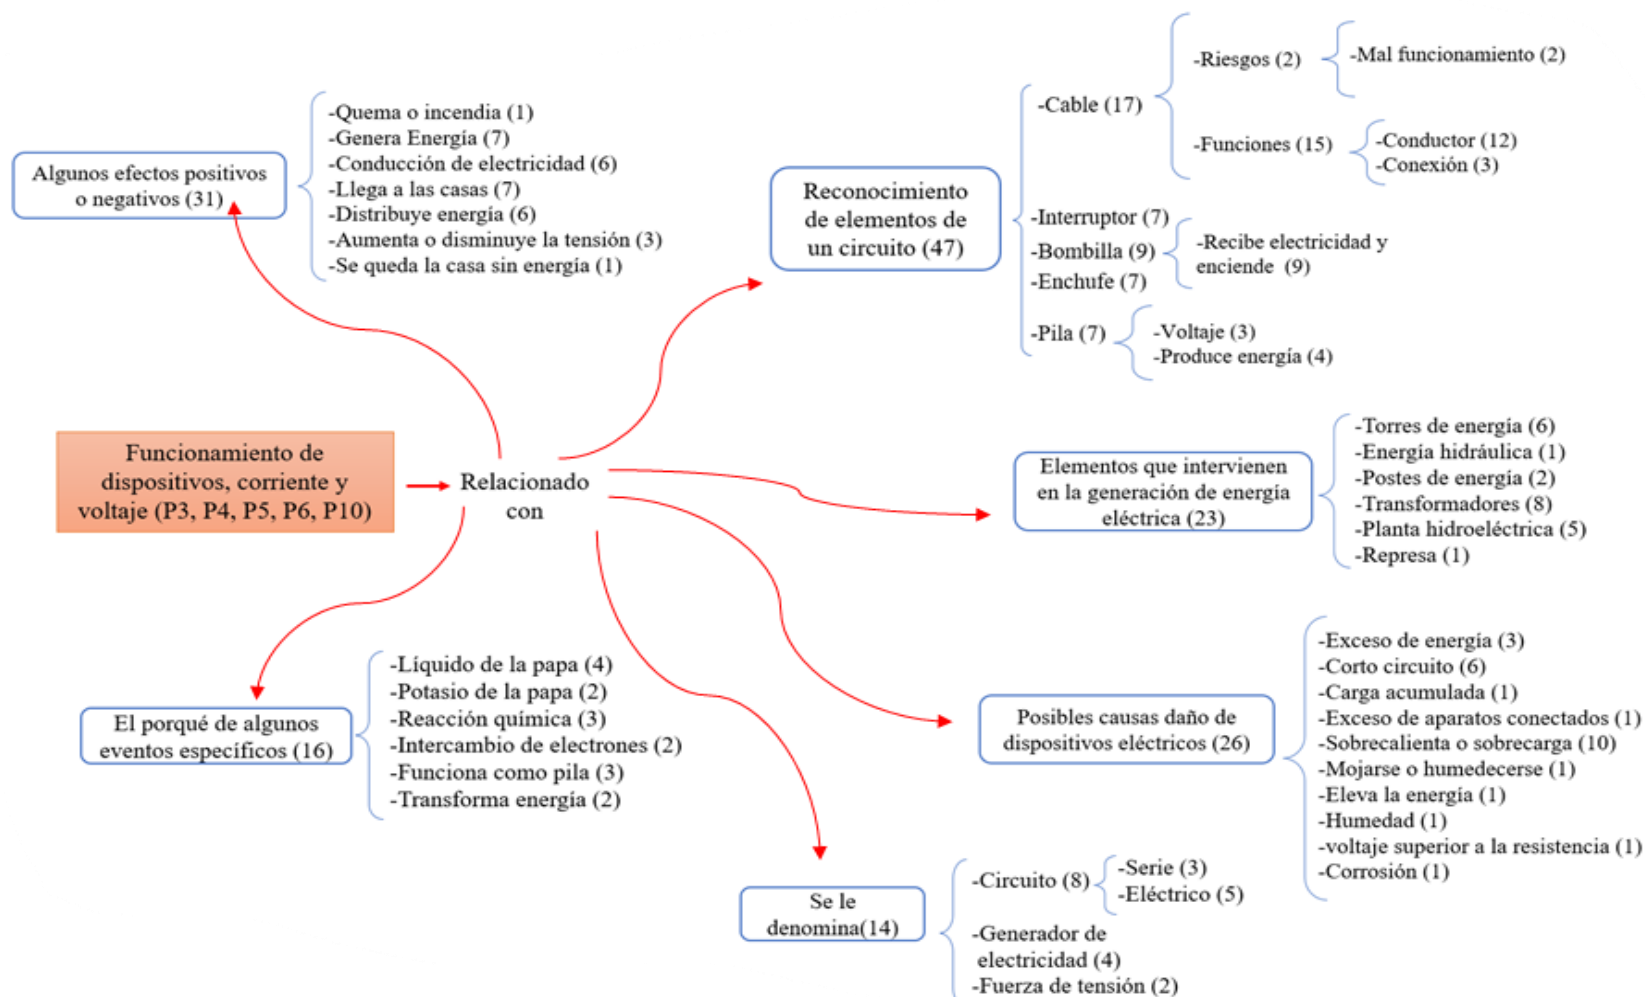 Funcionamiento de
dispositivos, corriente y
voltaje (P3, P4, P5, P6, P10)
Relacionado
con
Algunos efectos positivos
o negativos (31)
-Quema o incendia (1)
-Genera Energía (7)
-Conducción de electricidad (6)
-Llega a las casas (7)
-Distribuye energía (6)
-Aumenta o disminuye la tensión (3)
-Se queda la casa sin energía (1)
Reconocimiento
de elementos de
un circuito (47)
-Cable (17)
-Riesgos (2)
-Mal funcionamiento (2)
-Funciones (15)
-Conductor (12)
-Conexión (3)
-Interruptor (7)
-Bombilla (9)
-Recibe electricidad y
enciende (9)
-Enchufe (7)
-Pila (7)
-Voltaje (3)
-Produce energía (4)
Elementos que intervienen
en la generación de energía
eléctrica (23)
-Torres de energía (6)
-Energía hidráulica (1)
-Postes de energía (2)
-Transformadores (8)
-Planta hidroeléctrica (5)
-Represa (1)
Posibles causas daño de
dispositivos eléctricos (26)
-Exceso de energía (3)
-Corto circuito (6)
-Carga acumulada (1)
-Exceso de aparatos conectados (1)
-Sobrecalienta o sobrecarga (10)
-Mojarse o humedecerse (1)
-Eleva la energía (1)
-Humedad (1)
-voltaje superior a la resistencia (1)
-Corrosión (1)
Se le
denomina(14)
-Circuito (8)
-Serie (3)
-Eléctrico (5)
-Generador de
electricidad (4)
-Fuerza de tensión (2)
El porqué de algunos
eventos específicos (16)
-Líquido de la papa (4)
-Potasio de la papa (2)
-Reacción química (3)
-Intercambio de electrones (2)
-Funciona como pila (3)
-Transforma energía (2)